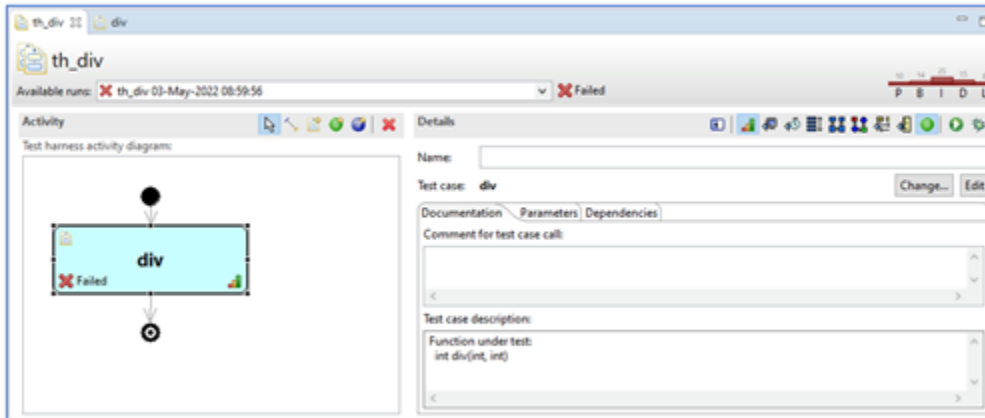 th_div div
th_div
Available runs: th_div 03-May-2022 08:59:56 Failed
P B I D
Activity
Details
Test harness activity diagram:
div
Failed
Name:
Test case: div
Change... Edit
Documentation Parameters Dependencies
Comment for test case call:
Test case description:
Function under test:
int div(int, int)